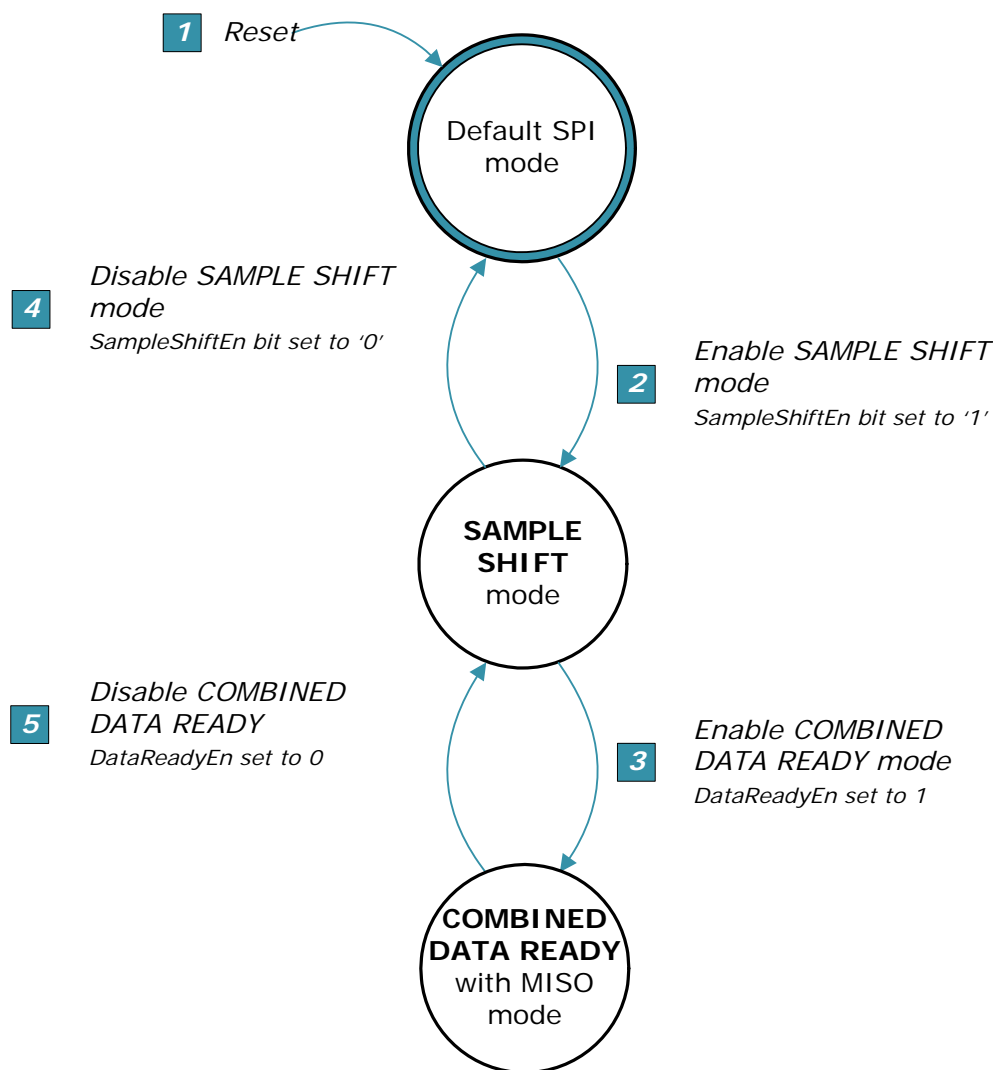 1 Reset
Default SPI
mode
4
Disable SAMPLE SHIFT
mode
SampleShiftEn bit set to ‘0’
2
Enable SAMPLE SHIFT
mode
SampleShiftEn bit set to ‘1’
SAMPLE
SHIFT
mode
5
Disable COMBINED
DATA READY
DataReadyEn set to 0
3
Enable COMBINED
DATA READY mode
DataReadyEn set to 1
COMBINED
DATA READY
with MISO
mode